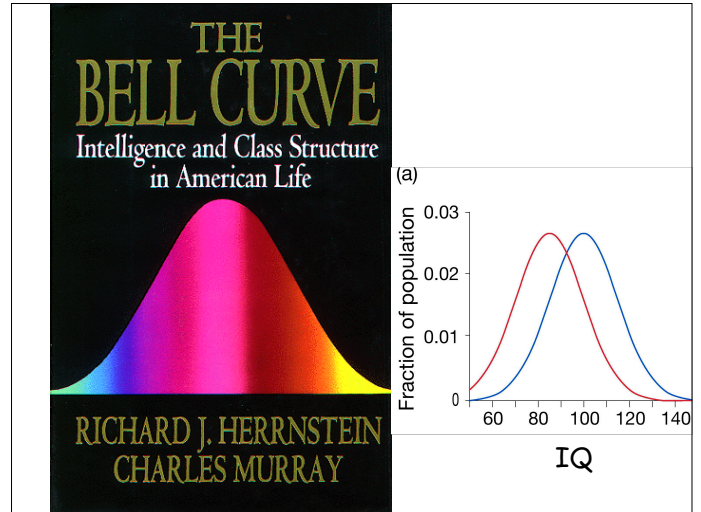 THE
BELL CURVE
Intelligence and Class Structure
in American Life
RICHARD J. HERRNSTEIN
CHARLES MURRAY
(a)
Fraction of population
0.03
0.02
0.01
0
60 80 100 120 140
IQ